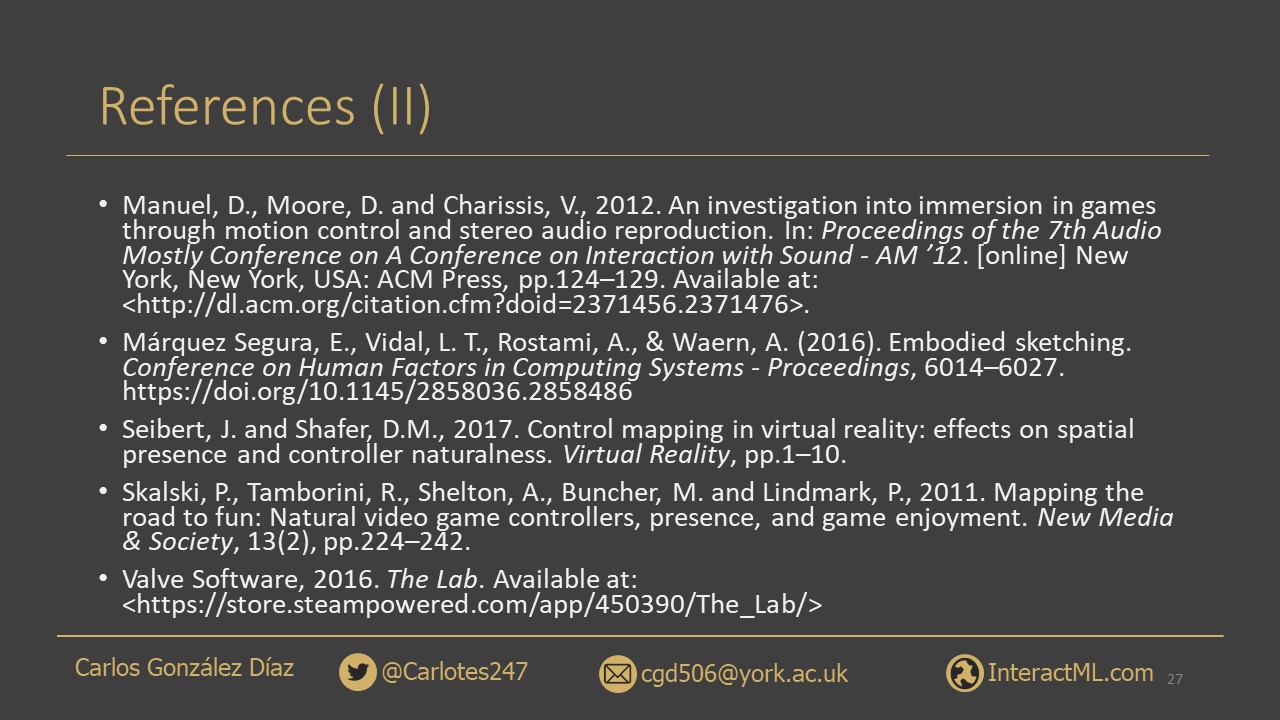 References (II)
• Manuel, D., Moore, D. and Charissis, V., 2012. An investigation into immersion in games
through motion control and stereo audio reproduction. In: Proceedings of the 7th Audio
Mostly Conference on A Conference on Interaction with Sound - AM ’12. [online] New
York, New York, USA: ACM Press, pp.124–129. Available at:
<http://dl.acm.org/citation.cfm?doid=2371456.2371476>.
• Márquez Segura, E., Vidal, L. T., Rostami, A., & Waern, A. (2016). Embodied sketching.
Conference on Human Factors in Computing Systems - Proceedings, 6014–6027.
https://doi.org/10.1145/2858036.2858486
• Seibert, J. and Shafer, D.M., 2017. Control mapping in virtual reality: effects on spatial
presence and controller naturalness. Virtual Reality, pp.1–10.
• Skalski, P., Tamborini, R., Shelton, A., Buncher, M. and Lindmark, P., 2011. Mapping the
road to fun: Natural video game controllers, presence, and game enjoyment. New Media
& Society, 13(2), pp.224–242.
• Valve Software, 2016. The Lab. Available at:
<https://store.steampowered.com/app/450390/The_Lab/>
Carlos González Díaz @Carlotes247 cgd506@york.ac.uk InteractML.com 27